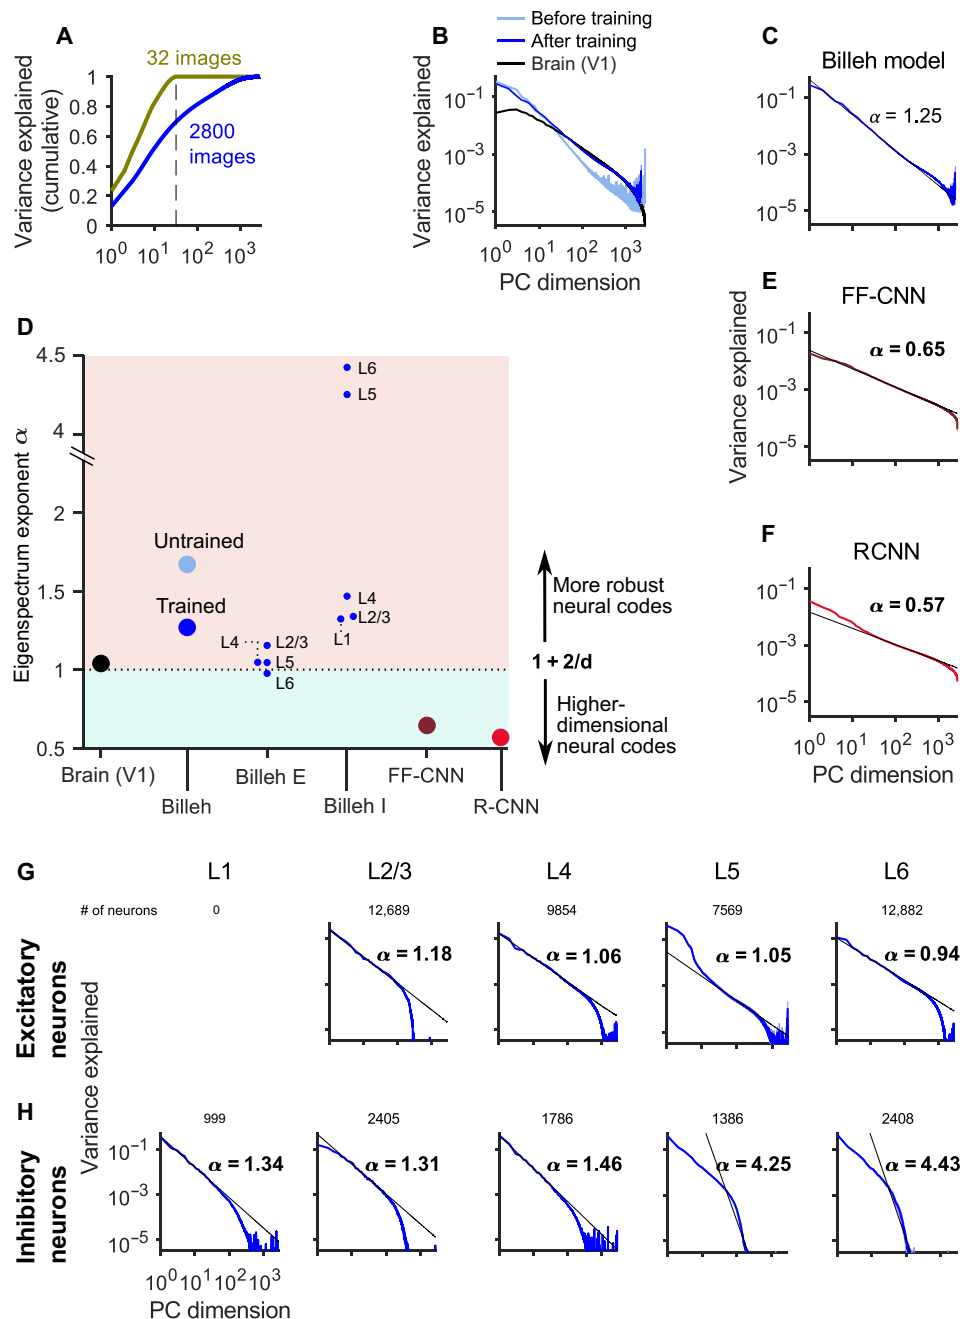 A
32 images
2800
images
Variance explained
(cumulative)
1
0.8
0.6
0.4
0.2
0
10^0 10^1 10^2 10^3
B
Before training
After training
Brain (V1)
Variance explained
10^-1
10^-3
10^-5
10^0 10^1 10^2 10^3
PC dimension
C
Billeh model
α = 1.25
10^-1
10^-3
10^-5
D
Eigenspectrum exponent α
4.5
4
2
1.5
1
0.5
Untrained
Trained
L4
L2/3
L5
L6
L6
L5
L4
L2/3
L1
Brain (V1)
Billeh
Billeh E
Billeh I
FF-CNN
R-CNN
More robust
neural codes
1 + 2/d
Higher-
dimensional
neural codes
E
FF-CNN
α = 0.65
Variance explained
10^-1
10^-3
10^-5
F
RCNN
α = 0.57
10^-1
10^-3
10^-5
10^0 10^1 10^2 10^3
PC dimension
G
L1 L2/3 L4 L5 L6
# of neurons 0 12,689 9854 7569 12,882
Excitatory
neurons
α = 1.18
α = 1.06
α = 1.05
α = 0.94
Variance explained
H
999 2405 1786 1386 2408
Inhibitory
neurons
α = 1.34
α = 1.31
α = 1.46
α = 4.25
α = 4.43
10^-1
10^-3
10^-5
10^0 10^1 10^2 10^3
PC dimension